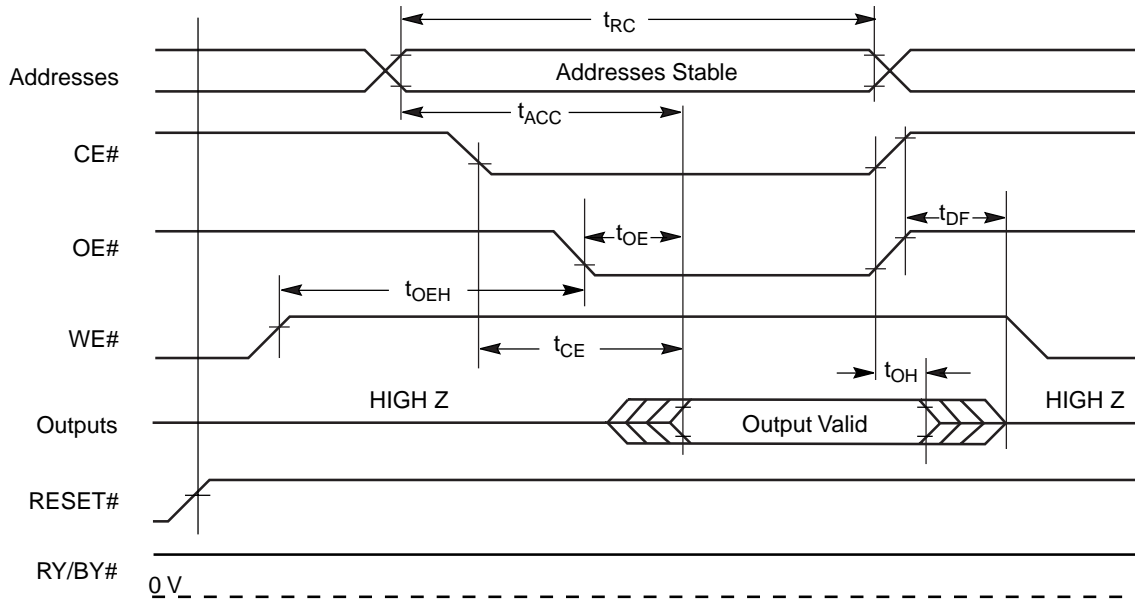 tRC
Addresses
Addresses Stable
tACC
CE#
tDF
OE#
tOE
tOEH
WE#
tCE
tOH
HIGH Z
HIGH Z
Outputs
Output Valid
RESET#
RY/BY#
0 V